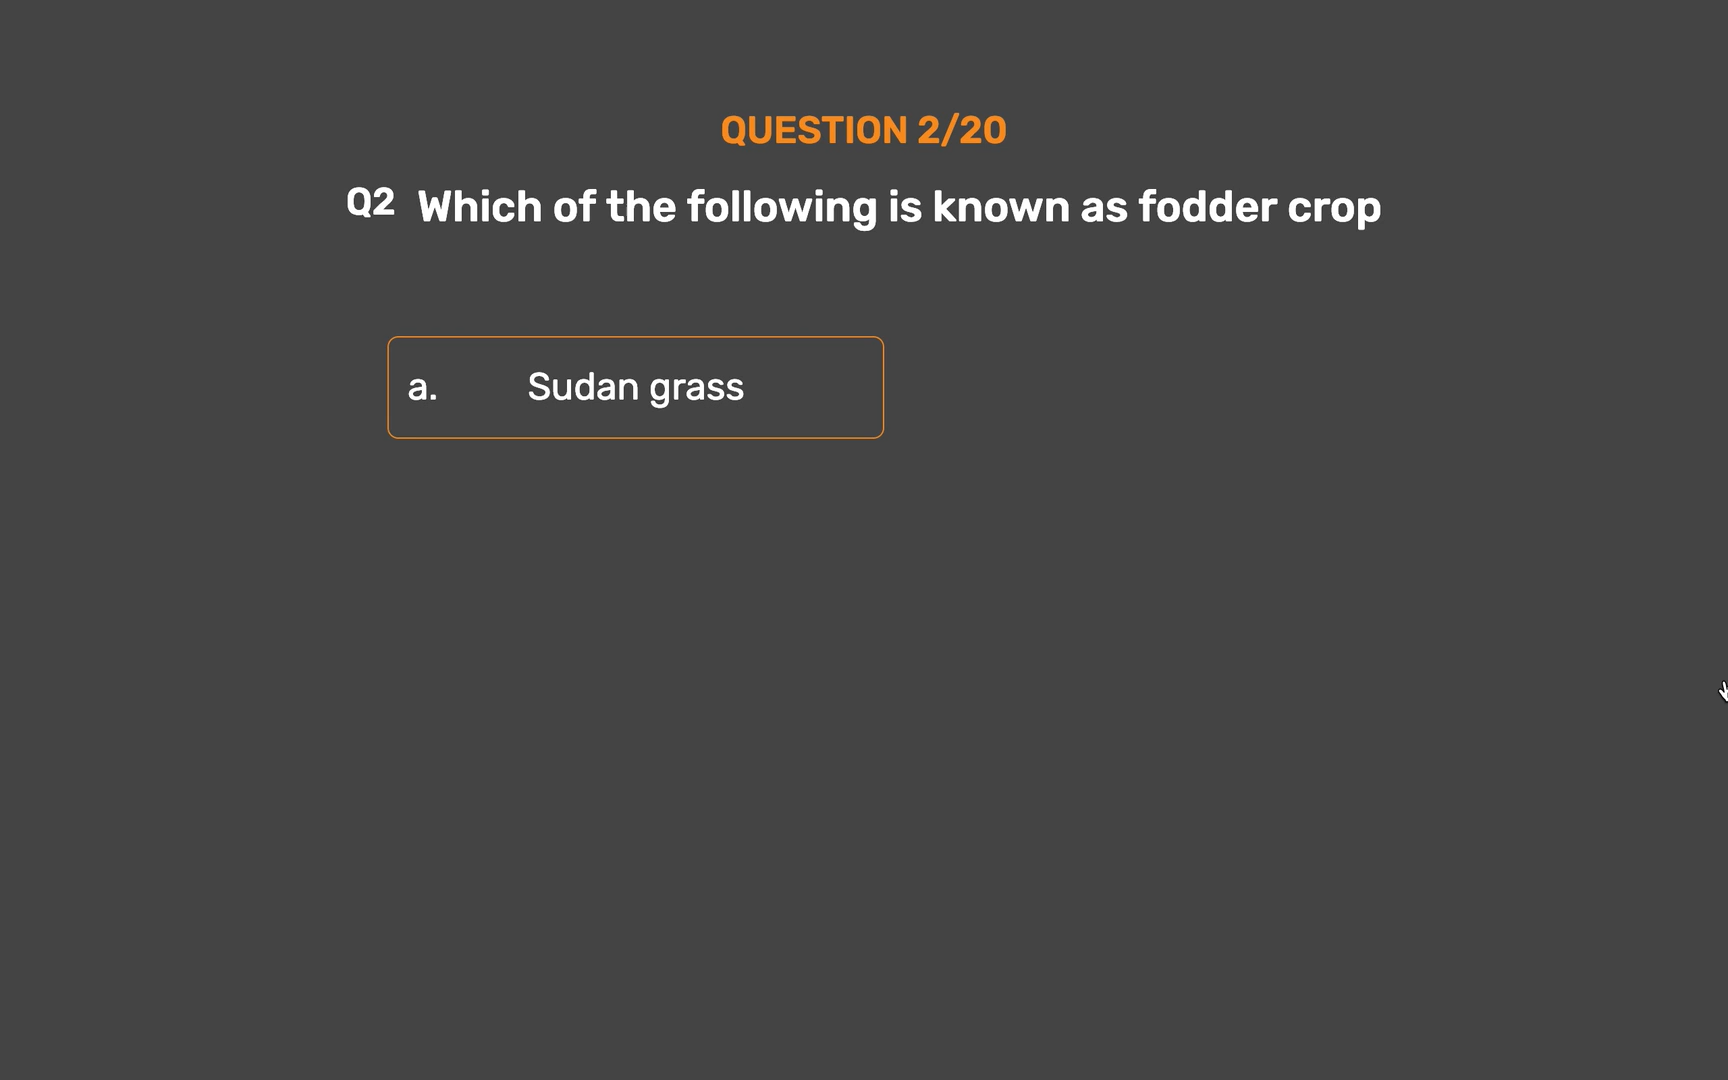 QUESTION 2/20
Q2 Which of the following is known as fodder crop
a. Sudan grass